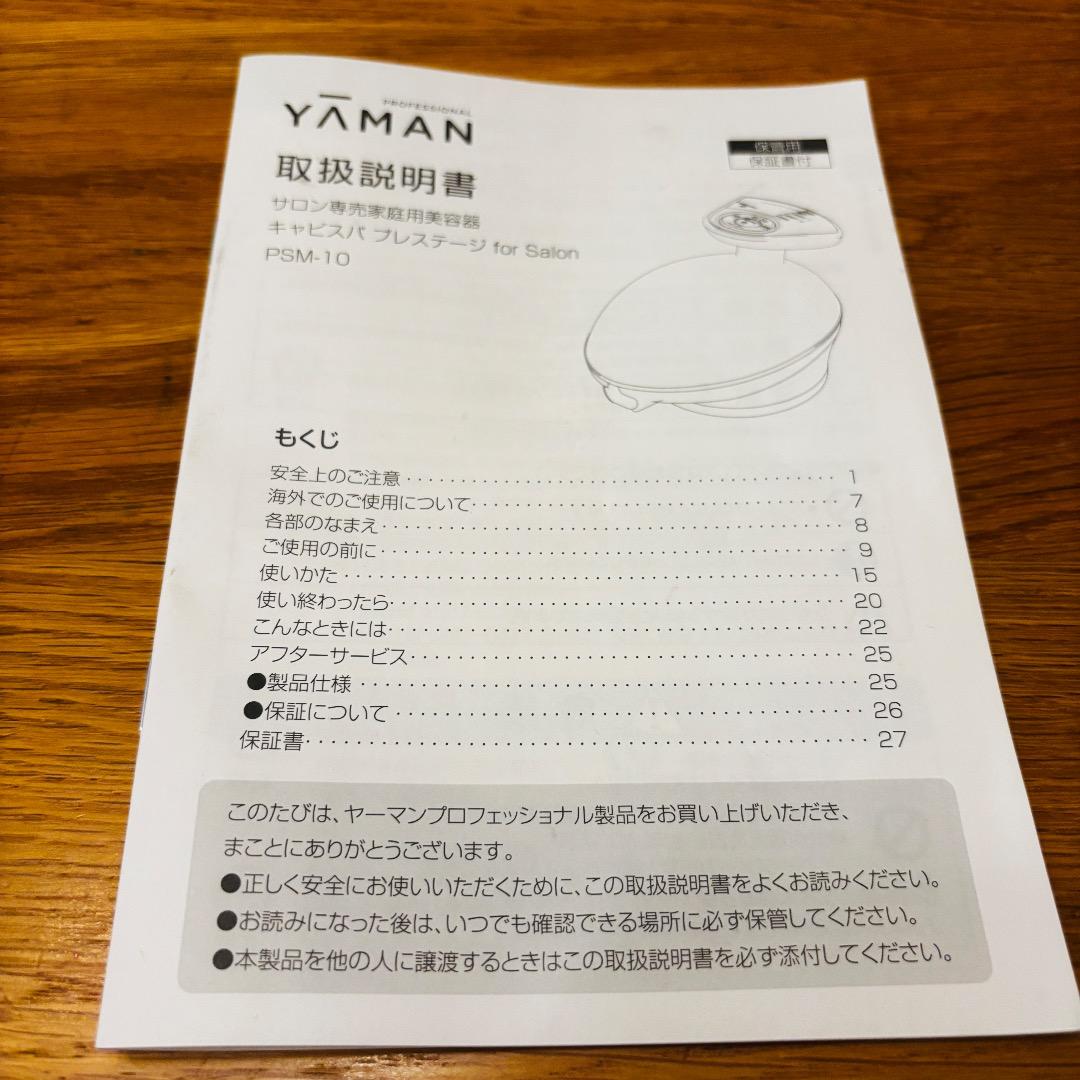 PROFESSIONAL
YAMAN
取扱説明書
保管用
保証書付
サロン専売家庭用美容器
キャビスパ プレステージ for Salon
PSM-10
もくじ
安全上のご注意 ........ 1
海外でのご使用について ........ 7
各部のなまえ ........ 8
ご使用の前に ........ 9
使いかた ........ 15
使い終わったら ........ 20
こんなときには ........ 22
アフターサービス ........ 25
●製品仕様 ........ 25
●保証について ........ 26
保証書 ........ 27
このたびは、ヤーマンプロフェッショナル製品をお買い上げいただき、
まことにありがとうございます。
●正しく安全にお使いいただくために、この取扱説明書をよくお読みください。
●お読みになった後は、いつでも確認できる場所に必ず保管してください。
●本製品を他の人に譲渡するときはこの取扱説明書を必ず添付してください。